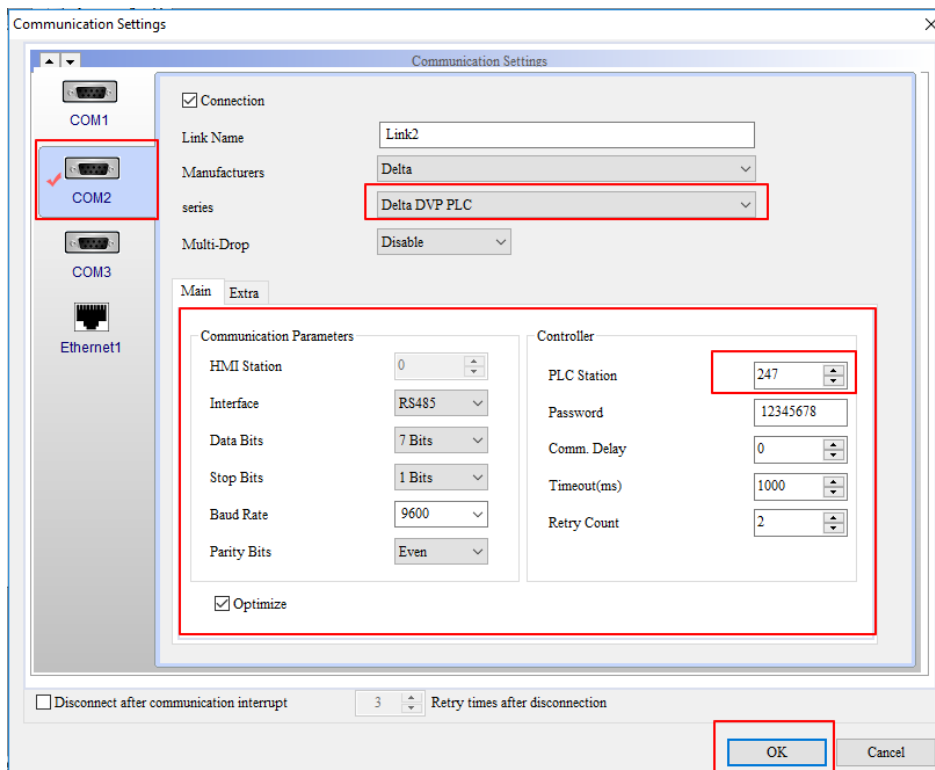 Communication Settings
Communication Settings
COM1
COM2
COM3
Ethernet1
Connection
Link Name Link2
Manufacturers Delta
series Delta DVP PLC
Multi-Drop Disable
Main Extra
Communication Parameters
HMI Station 0
Interface RS485
Data Bits 7 Bits
Stop Bits 1 Bits
Baud Rate 9600
Parity Bits Even
Optimize
Controller
PLC Station 247
Password 12345678
Comm. Delay 0
Timeout(ms) 1000
Retry Count 2
Disconnect after communication interrupt 3 Retry times after disconnection
OK Cancel